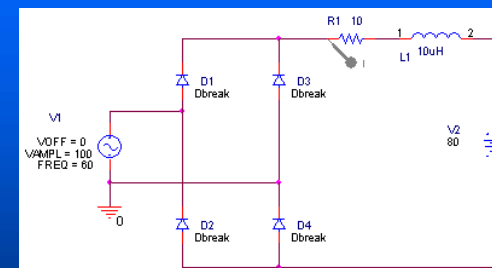 R1 10
1 2
L1 10uH
D1
Dbreak
D3
Dbreak
I
V1
VOFF = 0
VAMPL = 100
FREQ = 60
V2
80
0
D2
Dbreak
D4
Dbreak